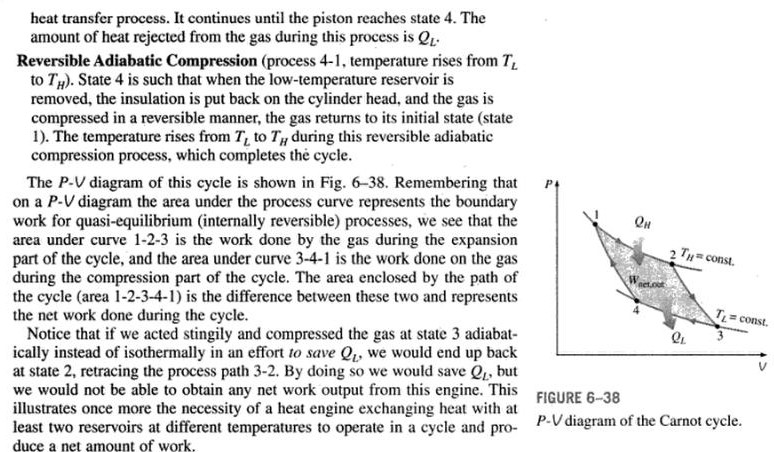 heat transfer process. It continues until the piston reaches state 4. The
amount of heat rejected from the gas during this process is Q_L.
Reversible Adiabatic Compression (process 4-1, temperature rises from T_L
to T_H). State 4 is such that when the low-temperature reservoir is
removed, the insulation is put back on the cylinder head, and the gas is
compressed in a reversible manner, the gas returns to its initial state (state
1). The temperature rises from T_L to T_H during this reversible adiabatic
compression process, which completes the cycle.
The P-V diagram of this cycle is shown in Fig. 6–38. Remembering that
on a P-V diagram the area under the process curve represents the boundary
work for quasi-equilibrium (internally reversible) processes, we see that the
area under curve 1-2-3 is the work done by the gas during the expansion
part of the cycle, and the area under curve 3-4-1 is the work done on the gas
during the compression part of the cycle. The area enclosed by the path of
the cycle (area 1-2-3-4-1) is the difference between these two and represents
the net work done during the cycle.
Notice that if we acted stingily and compressed the gas at state 3 adiabat-
ically instead of isothermally in an effort to save Q_L, we would end up back
at state 2, retracing the process path 3-2. By doing so we would save Q_L, but
we would not be able to obtain any net work output from this engine. This
illustrates once more the necessity of a heat engine exchanging heat with at
least two reservoirs at different temperatures to operate in a cycle and pro-
duce a net amount of work.
P
1
Q_H
2
T_H = const.
W_net,out
4
T_L = const.
Q_L
3
V
FIGURE 6–38
P-V diagram of the Carnot cycle.